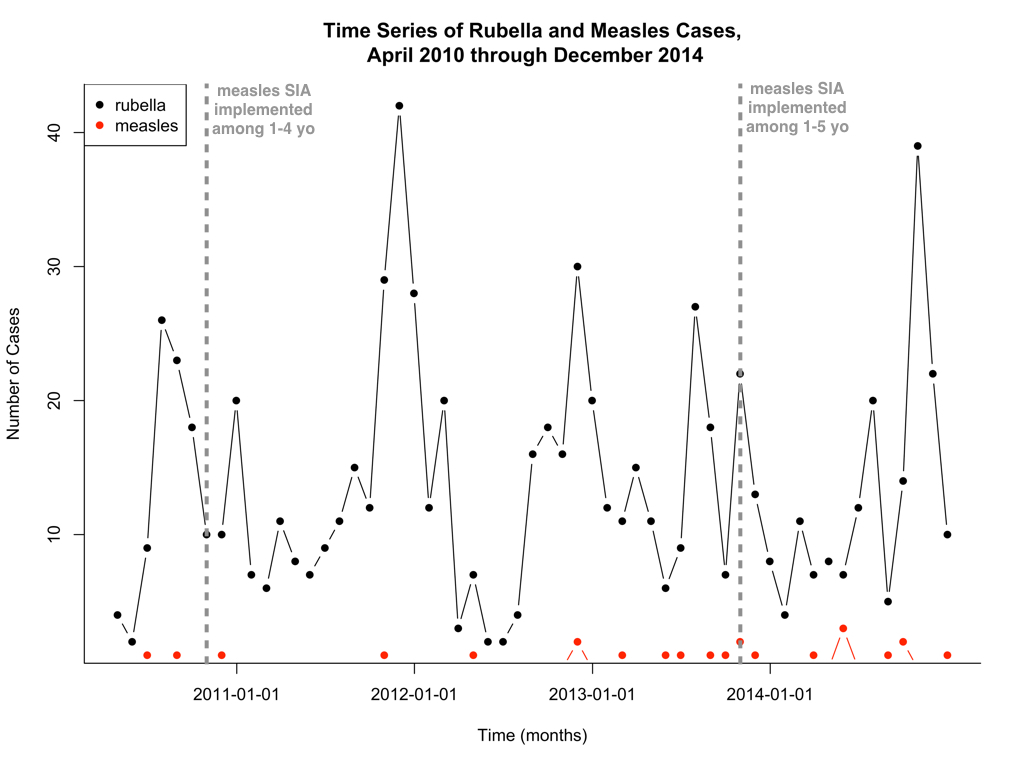 Time Series of Rubella and Measles Cases,
April 2010 through December 2014
rubella
measles
measles SIA
implemented
among 1-4 yo
measles SIA
implemented
among 1-5 yo
Number of Cases
40
30
20
10
2011-01-01
2012-01-01
2013-01-01
2014-01-01
Time (months)